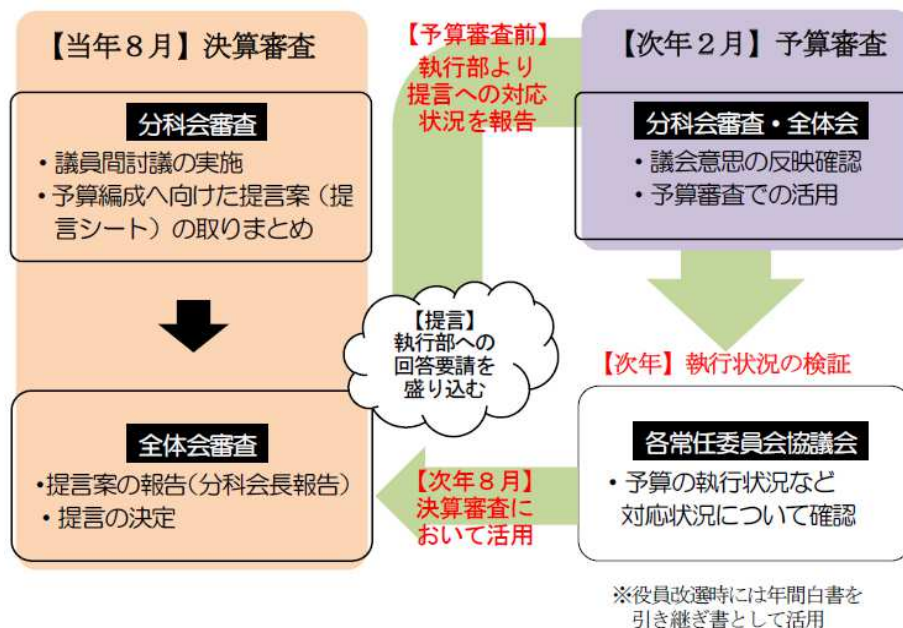 【当年８月】決算審査
分科会審査
・議員間討議の実施
・予算編成へ向けた提言案（提
言シート）の取りまとめ
全体会審査
・提言案の報告(分科会長報告)
・提言の決定
【提言】
執行部への
回答要請を
盛り込む
【予算審査前】
執行部より
提言への対応
状況を報告
【次年２月】予算審査
分科会審査・全体会
・議会意思の反映確認
・予算審査での活用
【次年】執行状況の検証
各常任委員会協議会
・予算の執行状況など
対応状況について確認
【次年８月】
決算審査に
おいて活用
※役員改選時には年間白書を
引き継ぎ書として活用